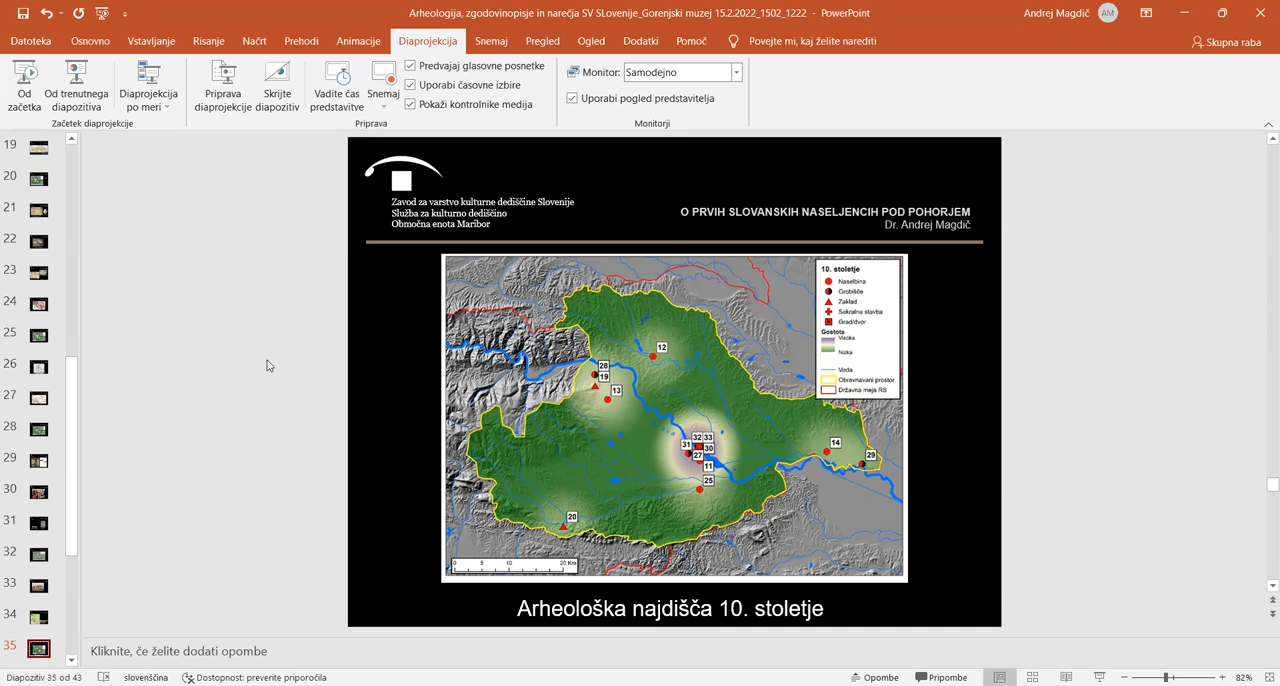 Arheologija, zgodovinopisje in narečja SV SLovenije_Gorenjski muzej 15.2.2022_1502_1222 - PowerPoint
Andrej Magdič
AM
Datoteka Osnovno Vstavljanje Risanje Načrt Prehodi Animacije Diaprojekcija Snemaj Pregled Ogled Dodatki Pomoč Povejte mi, kaj želite narediti
Skupna raba
Od začetka
Od trenutnega diapozitiva
Diaprojekcija po meri
Začetek diaprojekcije
Priprava diaprojekcije
Skrijte diapozitiv
Vadite čas predstavitve
Snemaj
Predvajaj glasovne posnetke
Uporabi časovne izbire
Pokaži kontrolnike medija
Priprava
Monitor: Samodejno
Uporabi pogled predstavitelja
Monitorji
19
20
21
22
23
24
25
26
27
28
29
30
31
32
33
34
35
Zavod za varstvo kulturne dediščine Slovenije
Služba za kulturno dediščino
Območna enota Maribor
O PRVIH SLOVANSKIH NASELJENCIH POD POHORJEM
Dr. Andrej Magdič
10. stoletje
Naselbina
Grobišče
Zaklad
Sakralna stavba
Grad/dvor
Gostota
Visoka
Nizka
Voda
Obravnavani prostor
Državna meja RS
12
28
19
13
32 33
31
30
27
11
25
14
29
20
0 5 10 20 Km
Arheološka najdišča 10. stoletje
Kliknite, če želite dodati opombe
Diapozitiv 35 od 43
slovenščina
Dostopnost: preverite priporočila
Opombe
Pripombe
82%